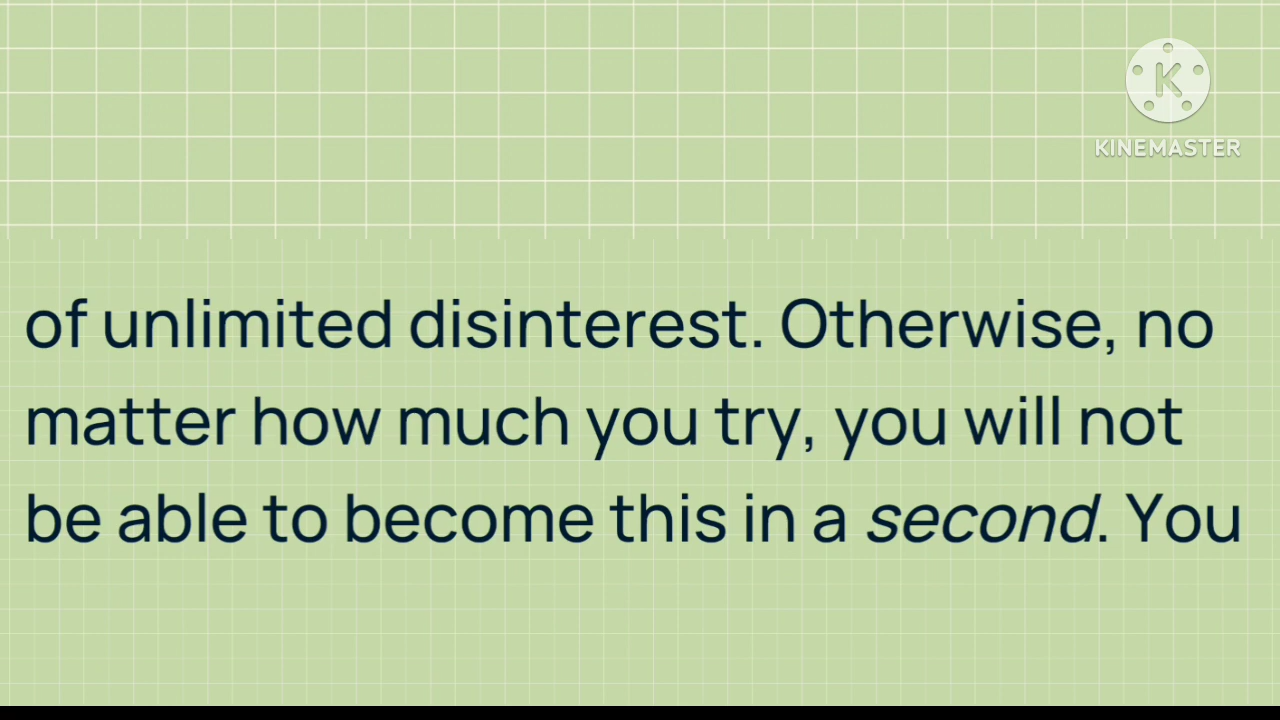 K
KINEMASTER
of unlimited disinterest. Otherwise, no
matter how much you try, you will not
be able to become this in a second. You